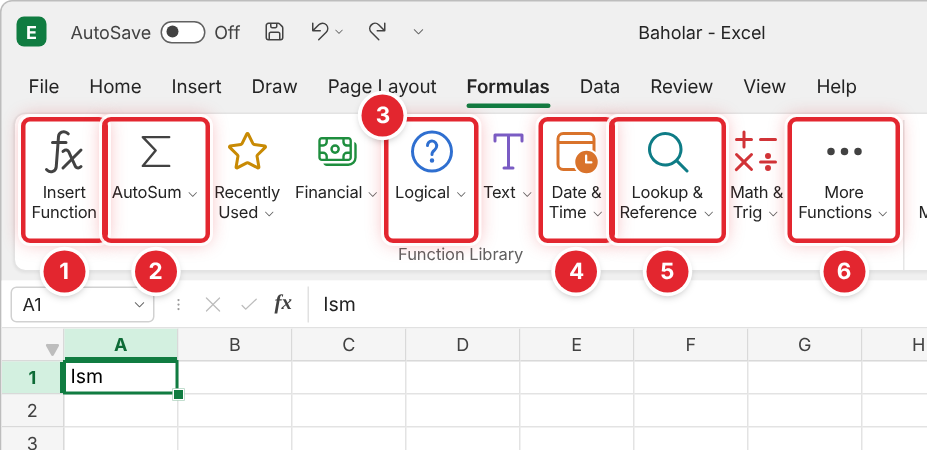 E AutoSave Off Baholar - Excel
File Home Insert Draw Page Layout Formulas Data Review View Help
3
fx Insert Function
Σ AutoSum
Recently Used
Financial
? Logical
T Text
Date & Time
Lookup & Reference
Math & Trig
More Functions
M
Function Library
1 2 4 5 6
A1 fx Ism
A B C D E F G H
1 Ism
2
3